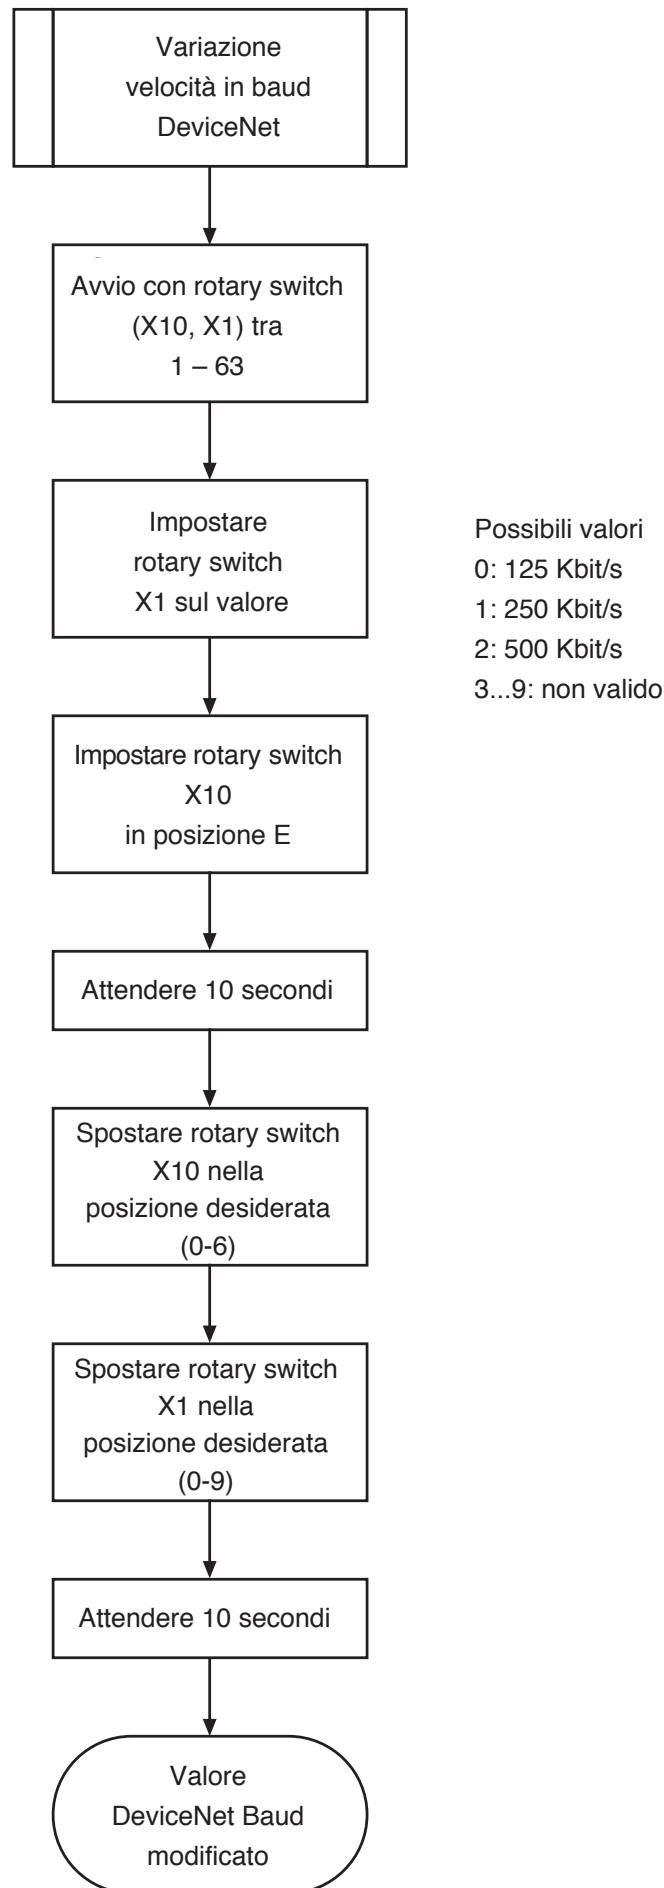 Variazione
velocità in baud
DeviceNet
Avvio con rotary switch
(X10, X1) tra
1 – 63
Impostare
rotary switch
X1 sul valore
Possibili valori
0: 125 Kbit/s
1: 250 Kbit/s
2: 500 Kbit/s
3...9: non valido
Impostare rotary switch
X10
in posizione E
Attendere 10 secondi
Spostare rotary switch
X10 nella
posizione desiderata
(0-6)
Spostare rotary switch
X1 nella
posizione desiderata
(0-9)
Attendere 10 secondi
Valore
DeviceNet Baud
modificato